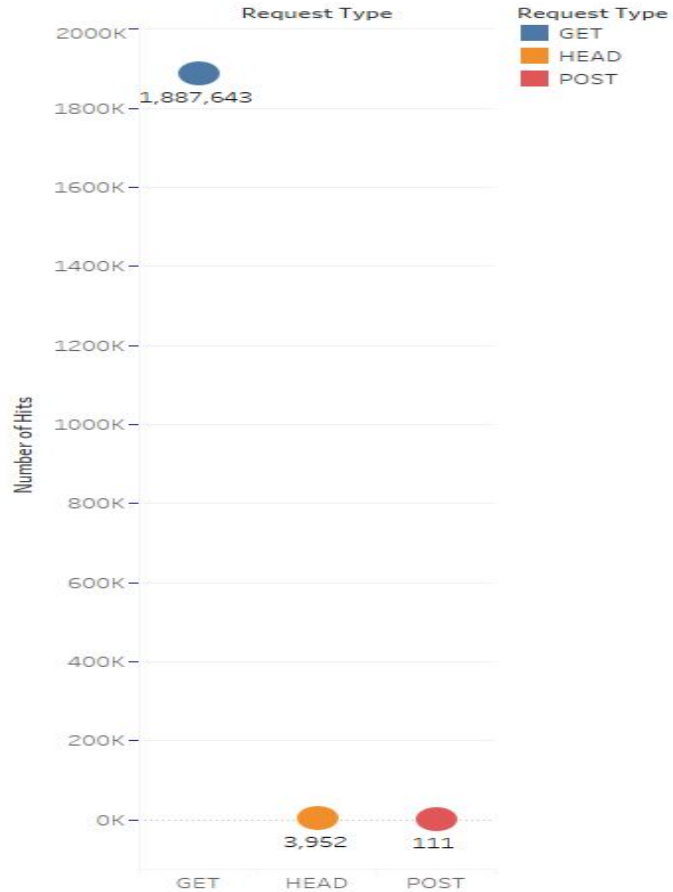 Request Type
Request Type
GET
HEAD
POST
2000K
1,887,643
1800K
1600K
1400K
1200K
1000K
Number of Hits
800K
600K
400K
200K
0K
3,952
111
GET
HEAD
POST